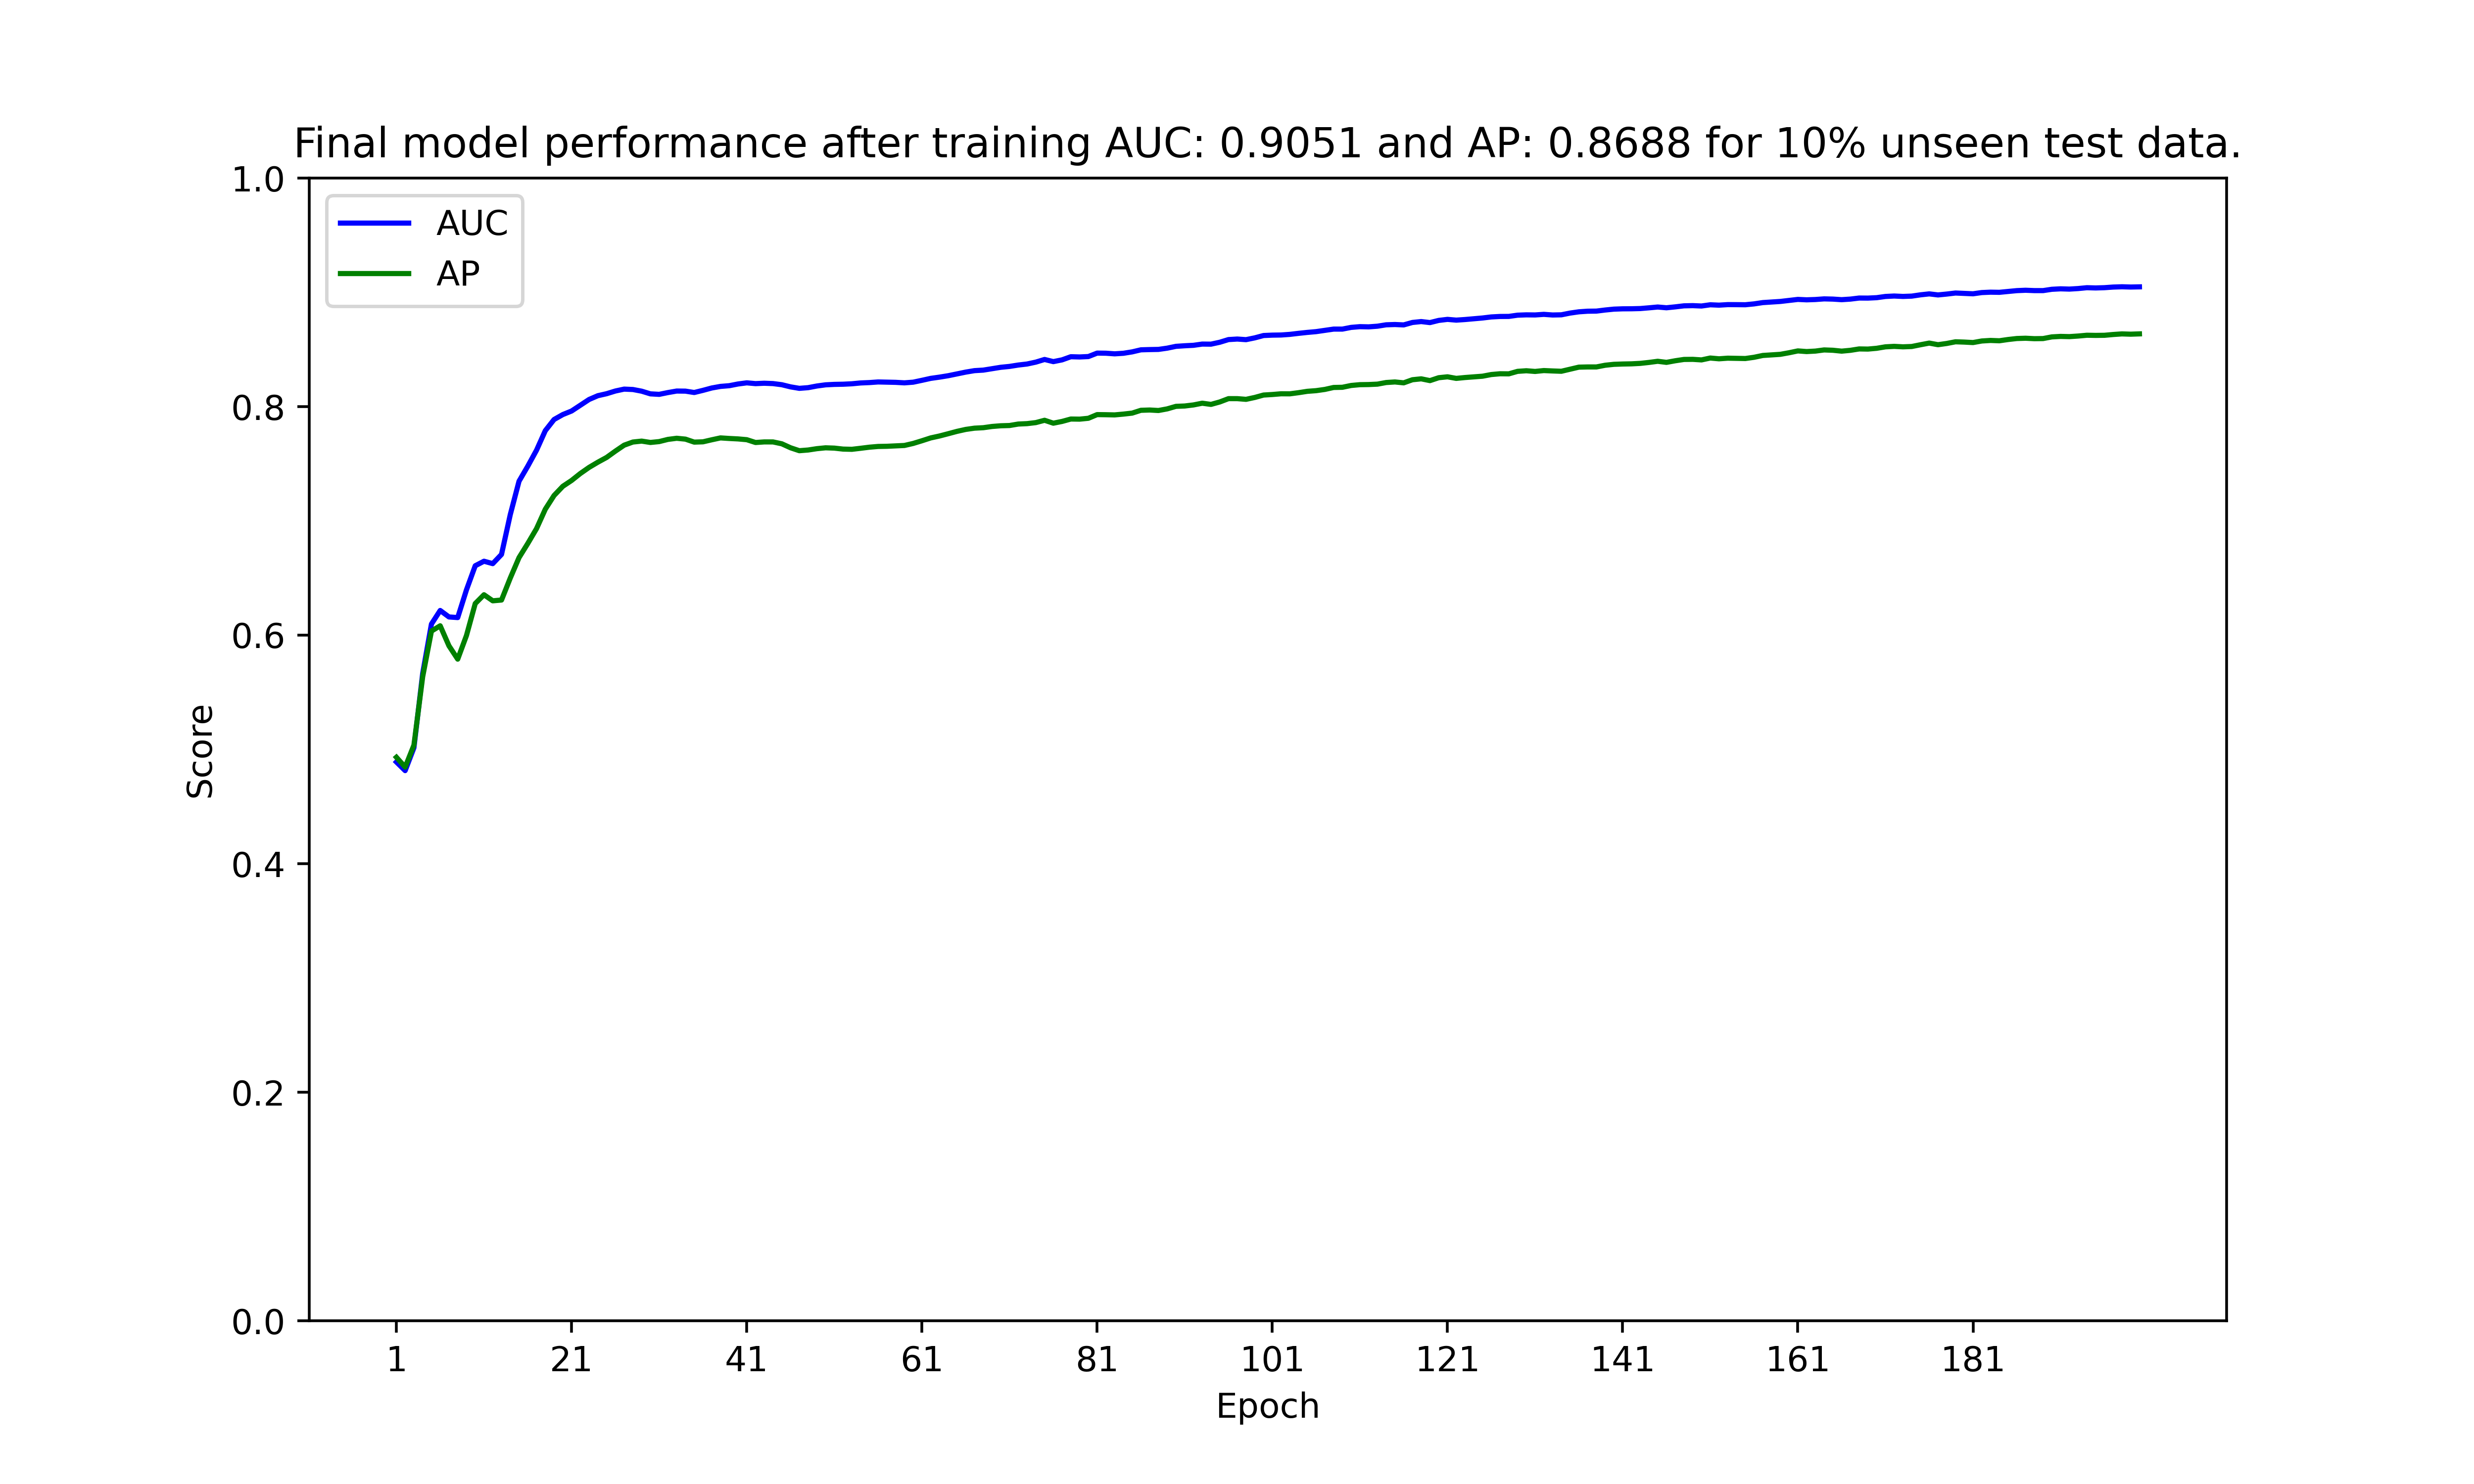 Final model performance after training AUC: 0.9051 and AP: 0.8688 for 10% unseen test data.
AUC
AP
1.0
0.8
0.6
0.4
0.2
0.0
Score
1 21 41 61 81 101 121 141 161 181
Epoch